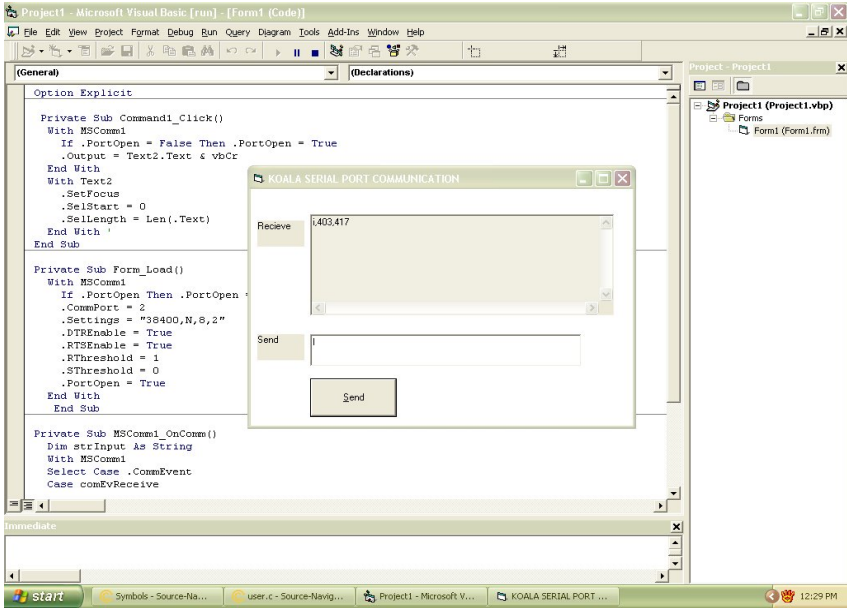 Project1 - Microsoft Visual Basic [run] - [Form1 (Code)]
File Edit View Project Format Debug Run Query Diagram Tools Add-Ins Window Help
(General)
(Declarations)
Option Explicit
Private Sub Command1_Click()
With MSComm1
If .PortOpen = False Then .PortOpen = True
.Output = Text2.Text & vbCr
End With
With Text2
.SetFocus
.SelStart = 0
.SelLength = Len(.Text)
End With '
End Sub
Private Sub Form_Load()
With MSComm1
If .PortOpen Then .PortOpen =
.CommPort = 2
.Settings = "38400,N,8,2"
.DTREnable = True
.RTSEnable = True
.RThreshold = 1
.SThreshold = 0
.PortOpen = True
End With
End Sub
Private Sub MSComm1_OnComm()
Dim strInput As String
With MSComm1
Select Case .CommEvent
Case comEvReceive
KOALA SERIAL PORT COMMUNICATION
Recieve
i,403,417
Send
Send
Project - Project1
Project1 (Project1.vbp)
Forms
Form1 (Form1.frm)
Immediate
start
Symbols - Source-Na...
user.c - Source-Navig...
Project1 - Microsoft V...
KOALA SERIAL PORT ...
12:29 PM